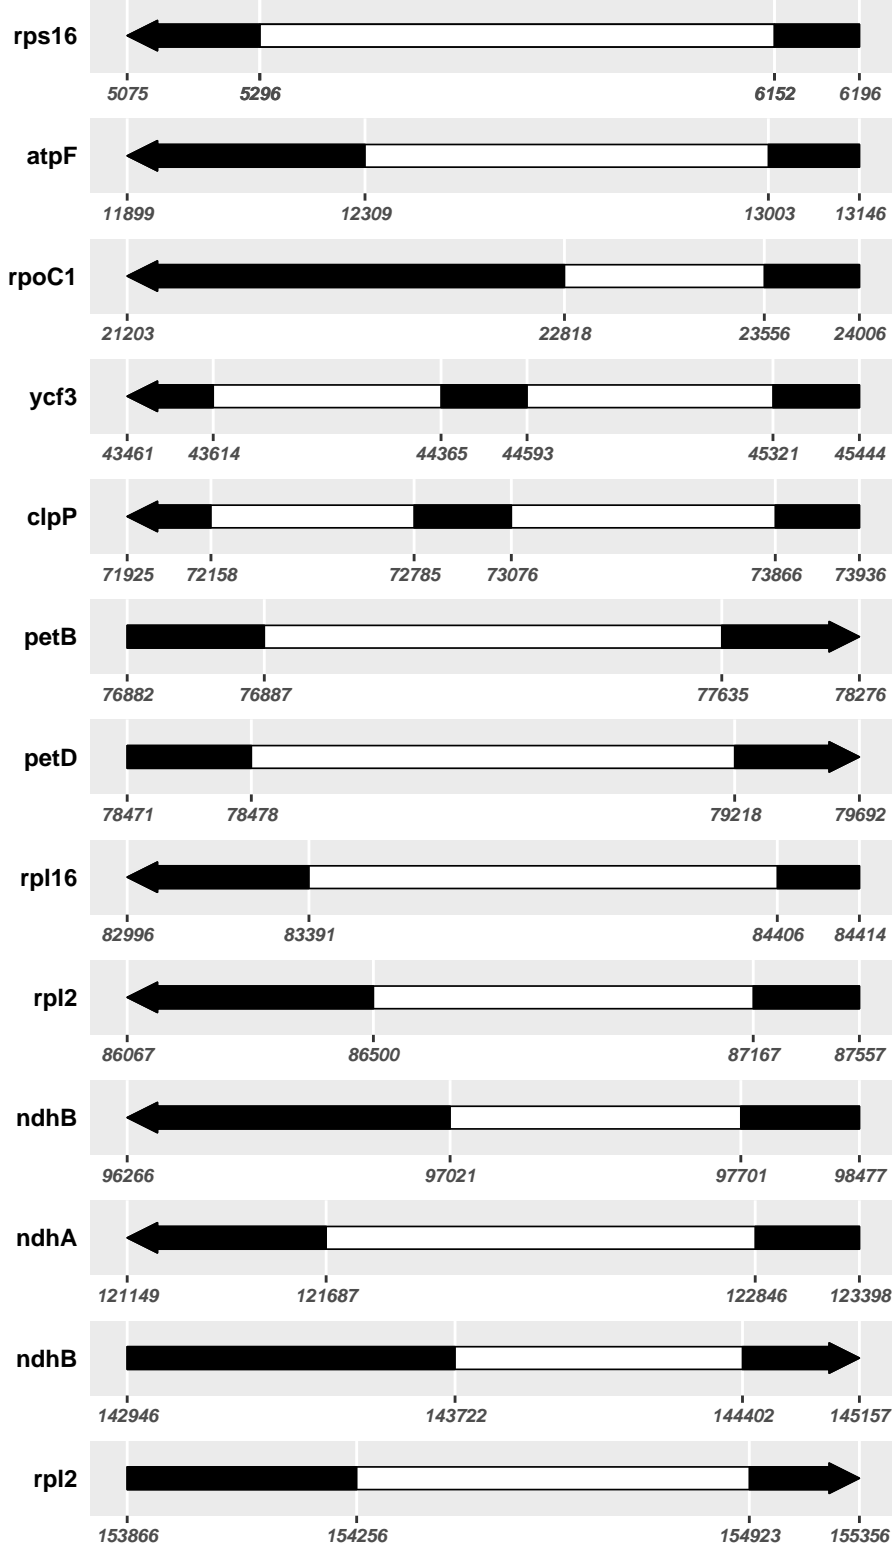 rps16
5075 5296 6152 6196
atpF
11899 12309 13003 13146
rpoC1
21203 22818 23556 24006
ycf3
43461 43614 44365 44593 45321 45444
clpP
71925 72158 72785 73076 73866 73936
petB
76882 76887 77635 78276
petD
78471 78478 79218 79692
rpl16
82996 83391 84406 84414
rpl2
86067 86500 87167 87557
ndhB
96266 97021 97701 98477
ndhA
121149 121687 122846 123398
ndhB
142946 143722 144402 145157
rpl2
153866 154256 154923 155356